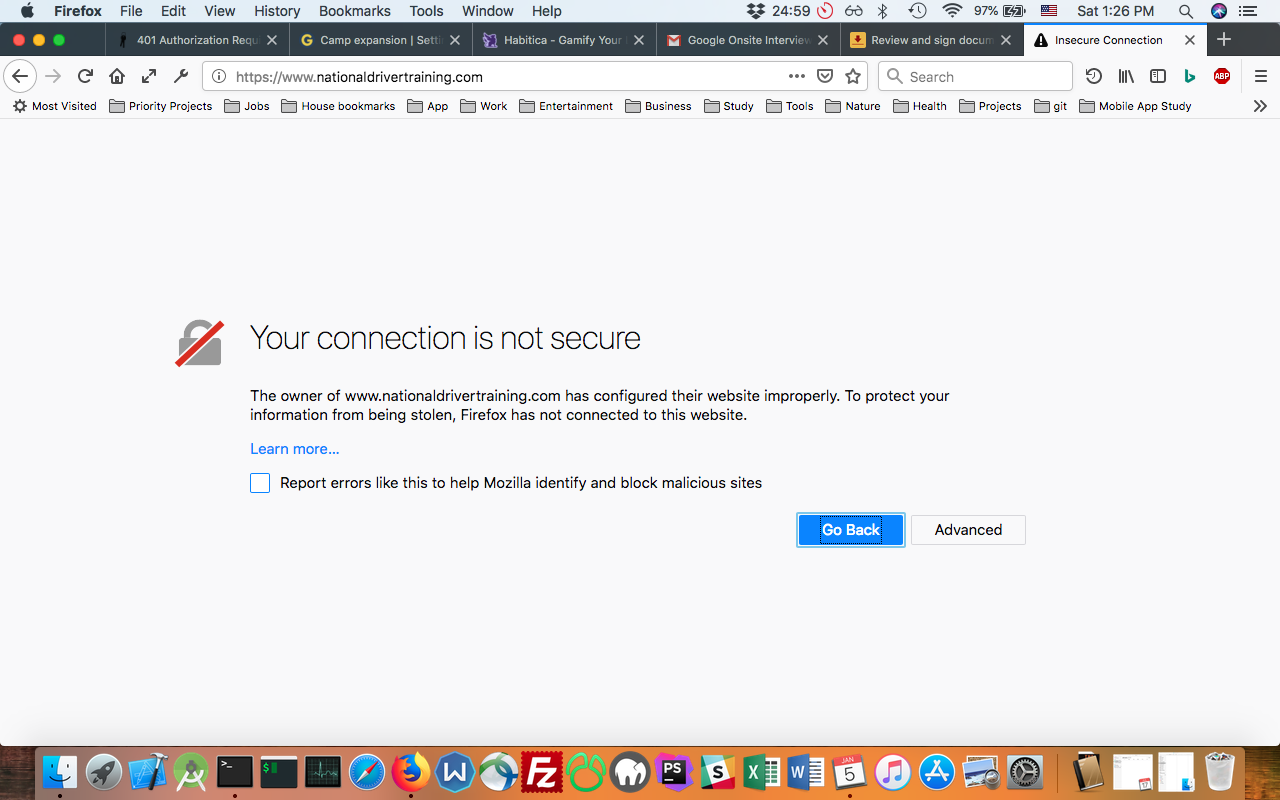 Firefox File Edit View History Bookmarks Tools Window Help 24:59 97% Sat 1:26 PM
401 Authorization Requ Camp expansion | Setti Habitica - Gamify Your Google Onsite Interview Review and sign docum Insecure Connection
https://www.nationaldrivertraining.com Search ABP
Most Visited Priority Projects Jobs House bookmarks App Work Entertainment Business Study Tools Nature Health Projects git Mobile App Study
Your connection is not secure
The owner of www.nationaldrivertraining.com has configured their website improperly. To protect your
information from being stolen, Firefox has not connected to this website.
Learn more...
Report errors like this to help Mozilla identify and block malicious sites
Go Back Advanced
>_ $ W Fz PS S X W JAN 5